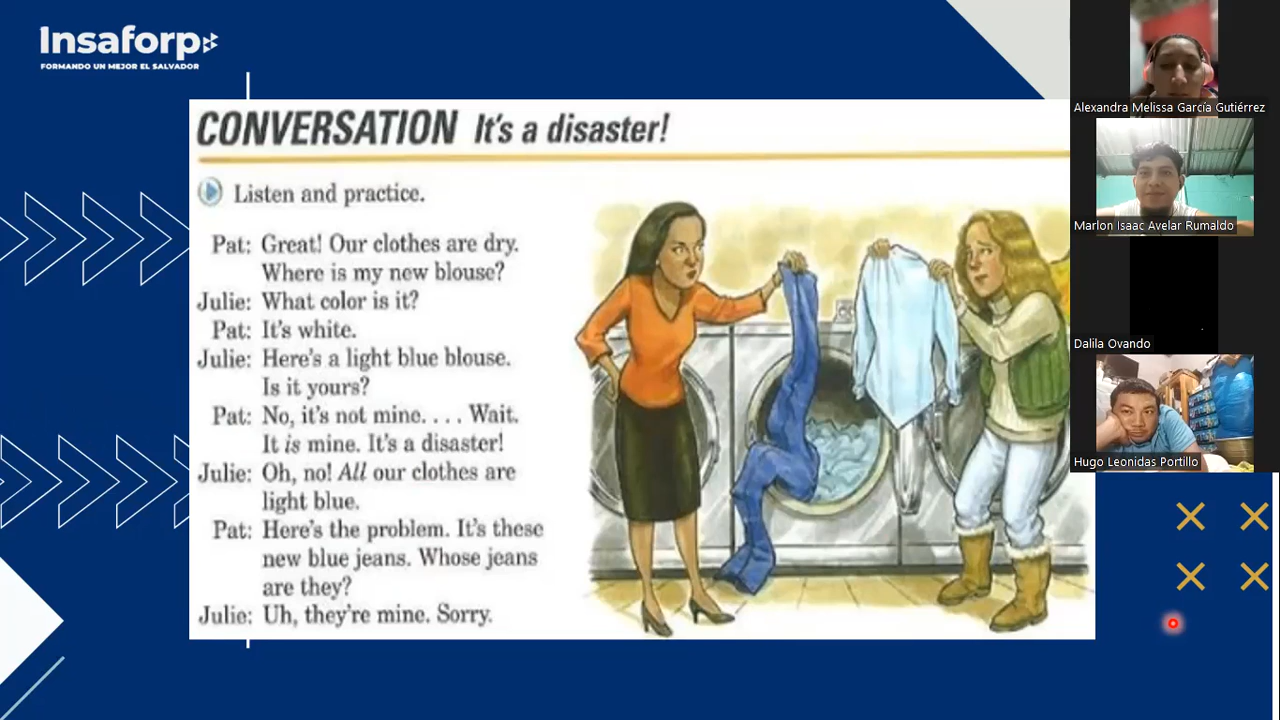 Insaforp
FORMANDO UN MEJOR EL SALVADOR
CONVERSATION It's a disaster!
Listen and practice.
Pat: Great! Our clothes are dry.
Where is my new blouse?
Julie: What color is it?
Pat: It's white.
Julie: Here's a light blue blouse.
Is it yours?
Pat: No, it's not mine. . . . Wait.
It is mine. It's a disaster!
Julie: Oh, no! All our clothes are
light blue.
Pat: Here's the problem. It's these
new blue jeans. Whose jeans
are they?
Julie: Uh, they're mine. Sorry.
Alexandra Melissa García Gutiérrez
Marlon Isaac Avelar Rumaldo
Dalila Ovando
Hugo Leonidas Portillo